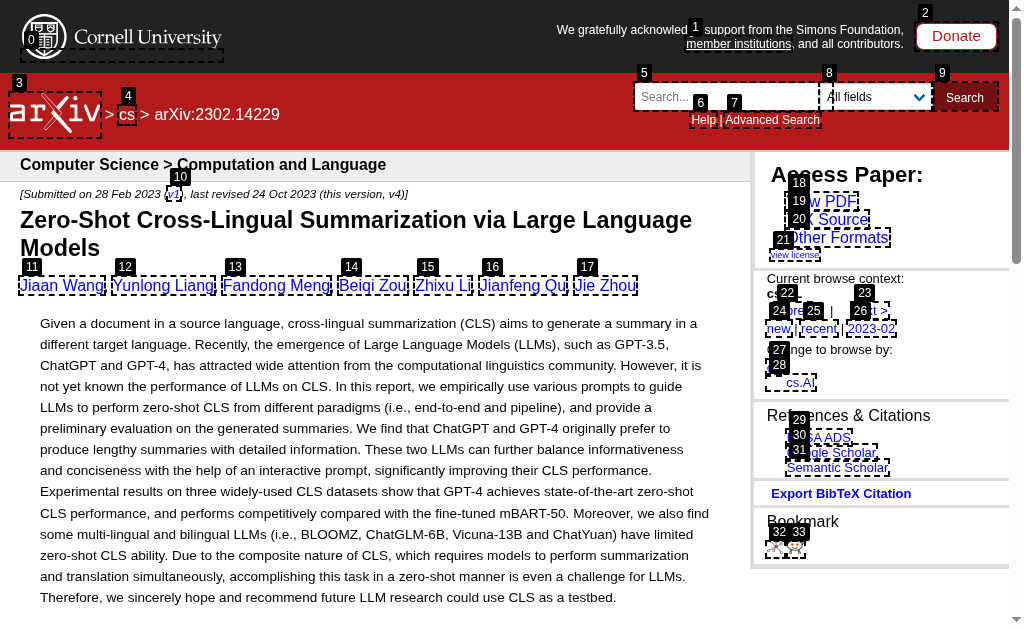 Cornell University
We gratefully acknowledge support from the Simons Foundation,
member institutions, and all contributors.
Donate
0
1
2
3
4
5
6
7
8
9
arXiv > cs > arXiv:2302.14229
Search...
All fields
Search
Help | Advanced Search
Computer Science > Computation and Language
10
[Submitted on 28 Feb 2023 (v1), last revised 24 Oct 2023 (this version, v4)]
Zero-Shot Cross-Lingual Summarization via Large Language
Models
11 12 13 14 15 16 17
Jiaan Wang, Yunlong Liang, Fandong Meng, Beiqi Zou, Zhixu Li, Jianfeng Qu, Jie Zhou
Given a document in a source language, cross-lingual summarization (CLS) aims to generate a summary in a
different target language. Recently, the emergence of Large Language Models (LLMs), such as GPT-3.5,
ChatGPT and GPT-4, has attracted wide attention from the computational linguistics community. However, it is
not yet known the performance of LLMs on CLS. In this report, we empirically use various prompts to guide
LLMs to perform zero-shot CLS from different paradigms (i.e., end-to-end and pipeline), and provide a
preliminary evaluation on the generated summaries. We find that ChatGPT and GPT-4 originally prefer to
produce lengthy summaries with detailed information. These two LLMs can further balance informativeness
and conciseness with the help of an interactive prompt, significantly improving their CLS performance.
Experimental results on three widely-used CLS datasets show that GPT-4 achieves state-of-the-art zero-shot
CLS performance, and performs competitively compared with the fine-tuned mBART-50. Moreover, we also find
some multi-lingual and bilingual LLMs (i.e., BLOOMZ, ChatGLM-6B, Vicuna-13B and ChatYuan) have limited
zero-shot CLS ability. Due to the composite nature of CLS, which requires models to perform summarization
and translation simultaneously, accomplishing this task in a zero-shot manner is even a challenge for LLMs.
Therefore, we sincerely hope and recommend future LLM research could use CLS as a testbed.
Access Paper:
18
19 PDF
20 Source
Other Formats
21
view license
Current browse context:
22 23
24 25 | 26 >
new | recent | 2023-02
27 Change to browse by:
28
cs.AI
References & Citations
29
30 ADS
31 Scholar
Semantic Scholar
Export BibTeX Citation
Bookmark
32 33